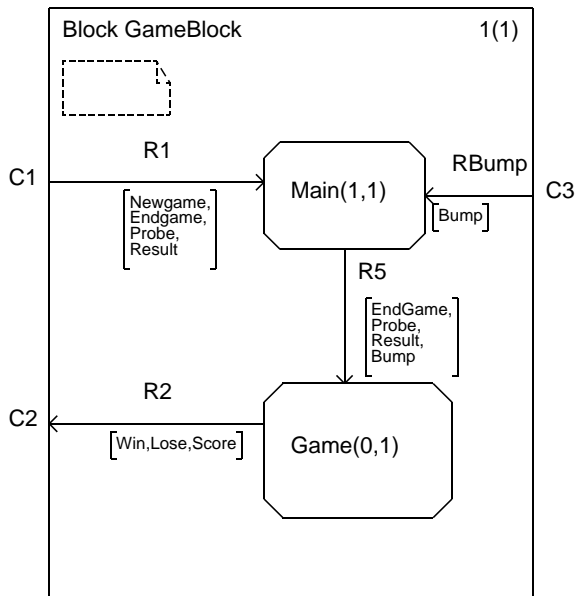 Block GameBlock
1(1)
R1
C1
Main(1,1)
RBump
C3
[Newgame,
Endgame,
Probe,
Result]
[Bump]
R5
[EndGame,
Probe,
Result,
Bump]
R2
C2
[Win,Lose,Score]
Game(0,1)